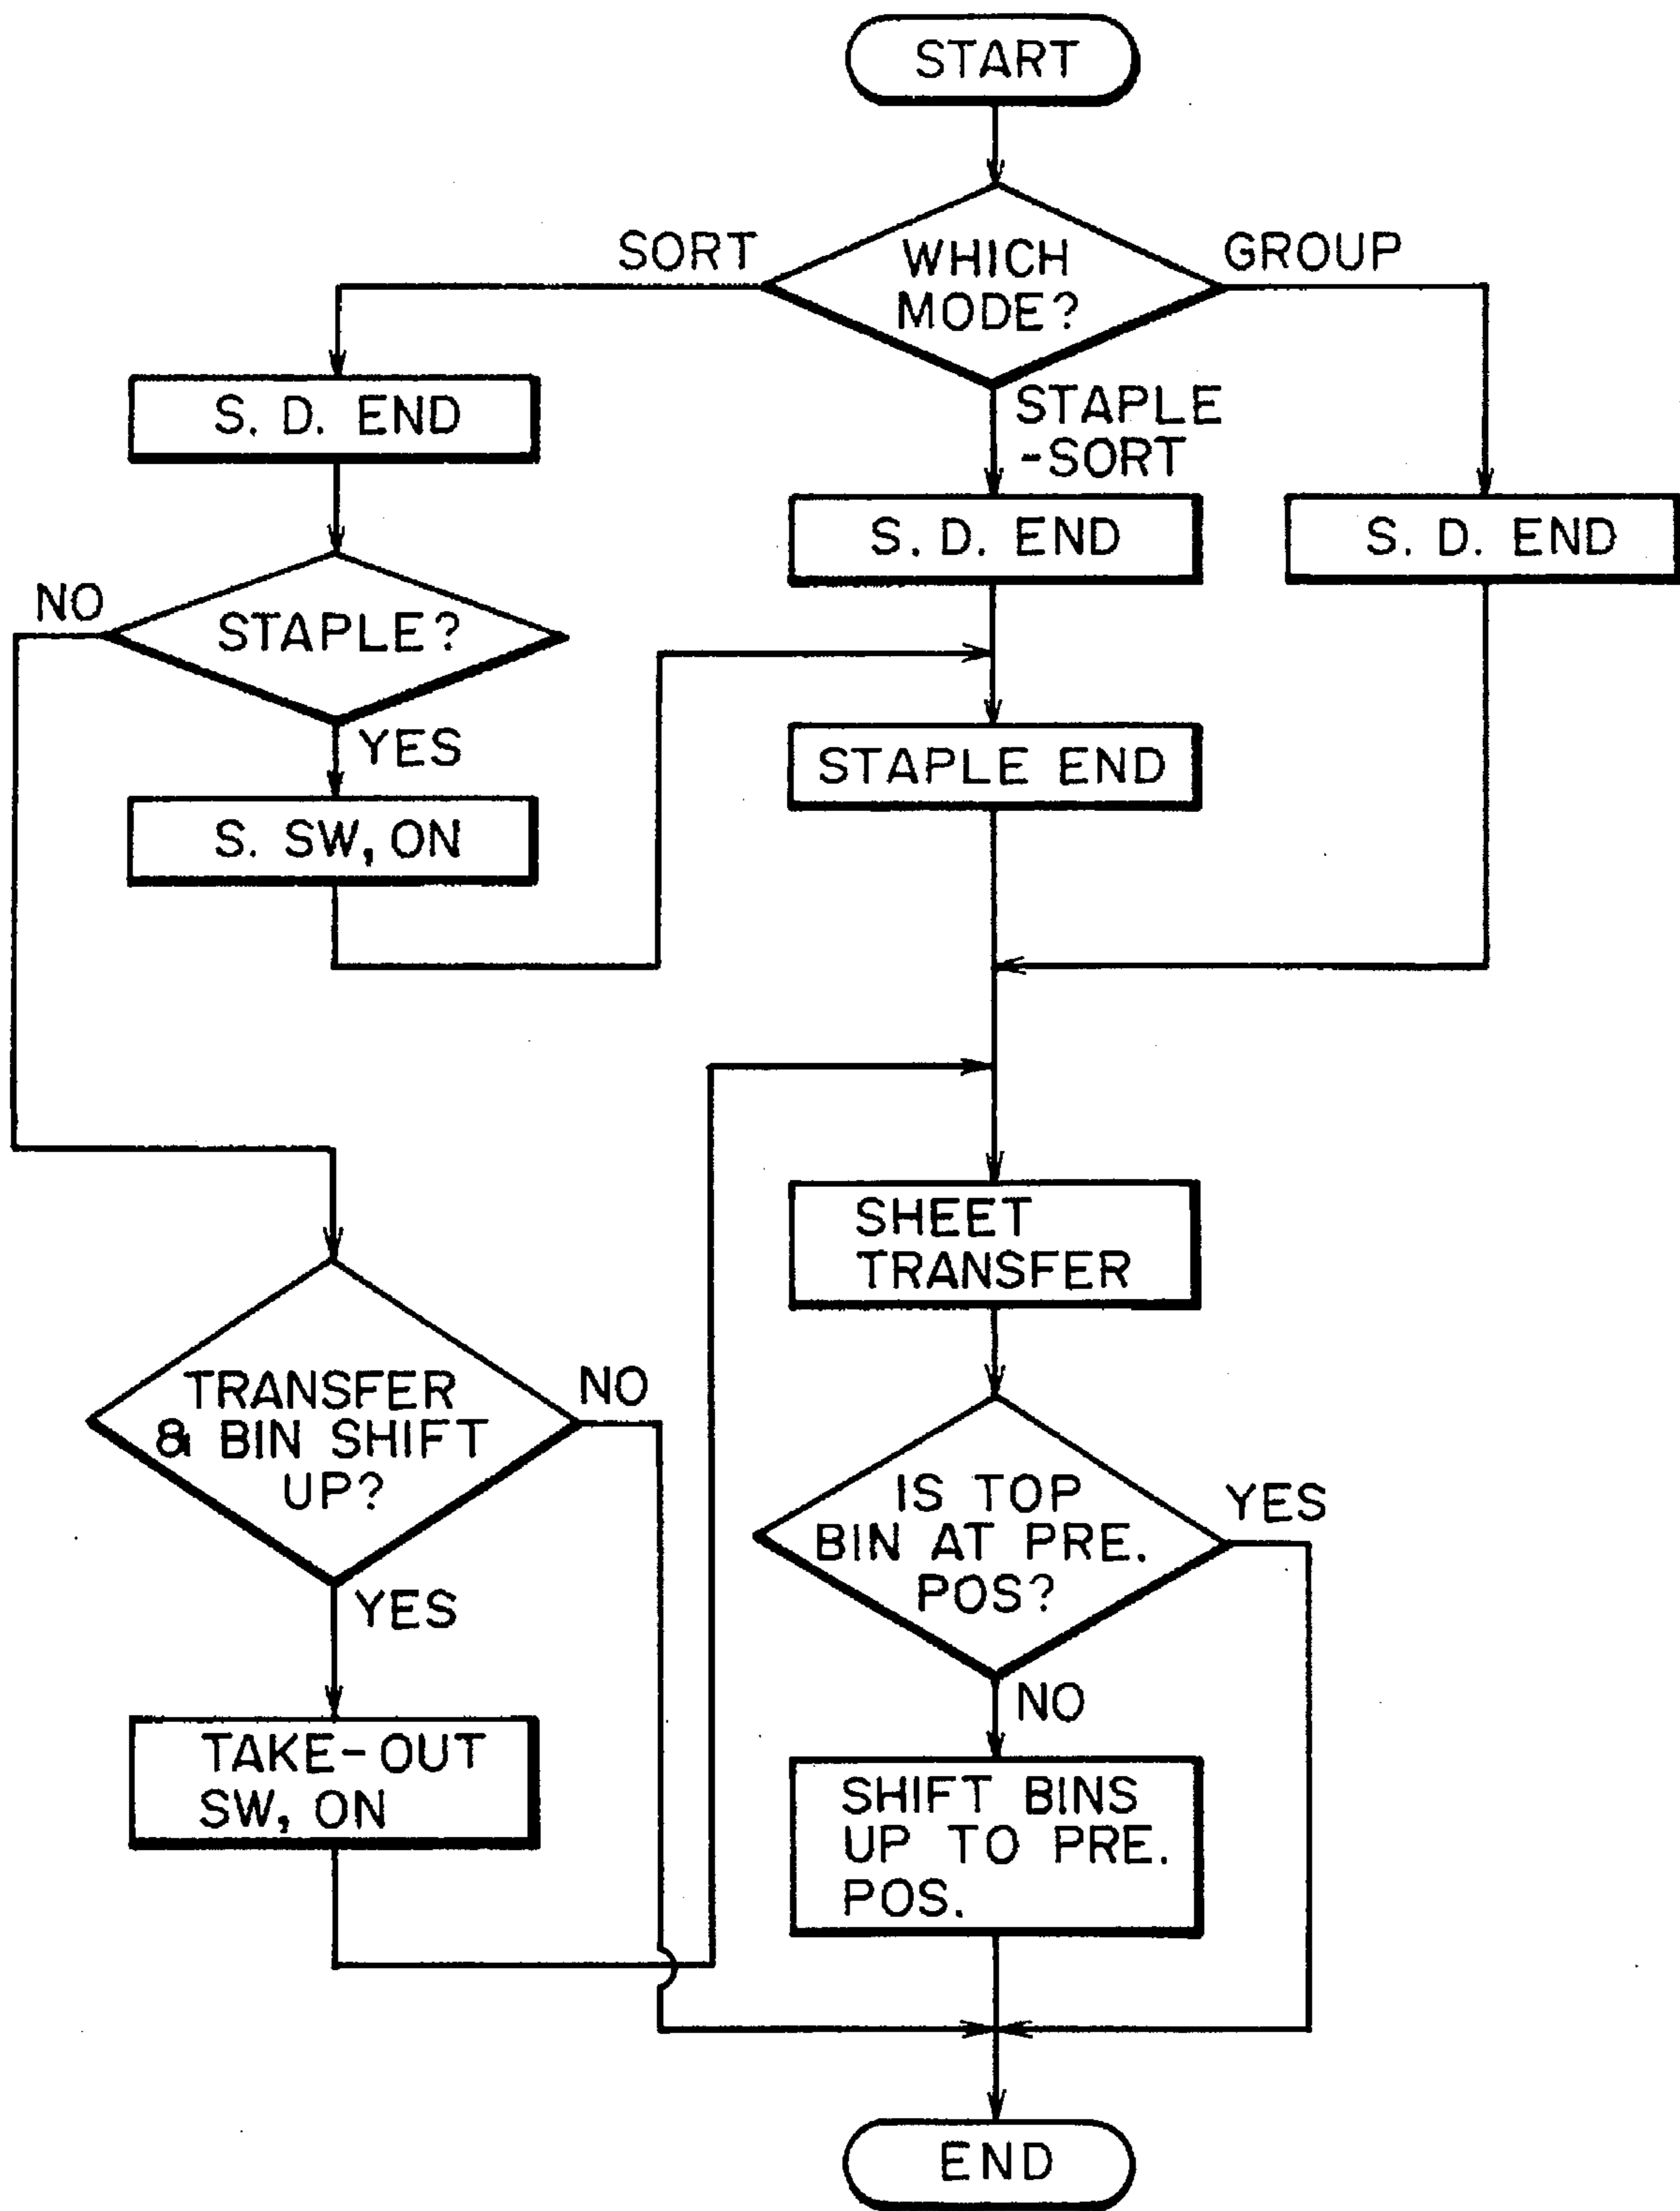 START
WHICH
MODE?
SORT
GROUP
STAPLE
-SORT
S. D. END
S. D. END
S. D. END
STAPLE?
NO
YES
S. SW, ON
STAPLE END
SHEET
TRANSFER
TRANSFER
& BIN SHIFT
UP?
NO
YES
TAKE-OUT
SW, ON
IS TOP
BIN AT PRE.
POS?
YES
NO
SHIFT BINS
UP TO PRE.
POS.
END